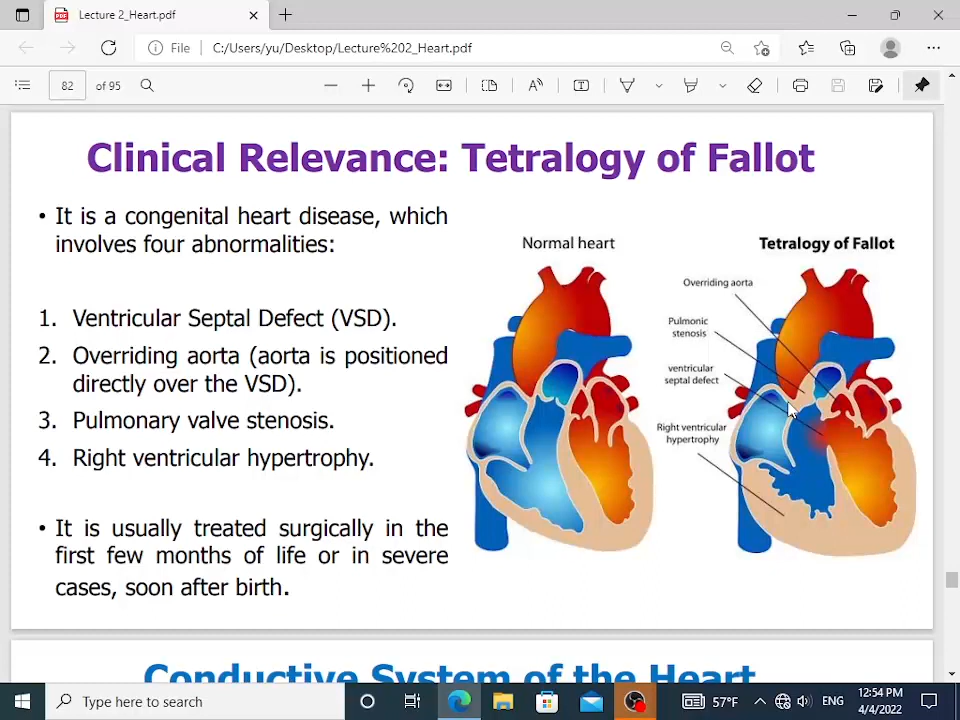 Lecture 2_Heart.pdf
File
C:/Users/yu/Desktop/Lecture%202_Heart.pdf
82 of 95
Clinical Relevance: Tetralogy of Fallot
• It is a congenital heart disease, which
involves four abnormalities:
1. Ventricular Septal Defect (VSD).
2. Overriding aorta (aorta is positioned
directly over the VSD).
3. Pulmonary valve stenosis.
4. Right ventricular hypertrophy.
• It is usually treated surgically in the
first few months of life or in severe
cases, soon after birth.
Normal heart
Tetralogy of Fallot
Overriding aorta
Pulmonic
stenosis
ventricular
septal defect
Right ventricular
hypertrophy
Conductive System of the Heart
Type here to search
57°F
ENG
12:54 PM
4/4/2022